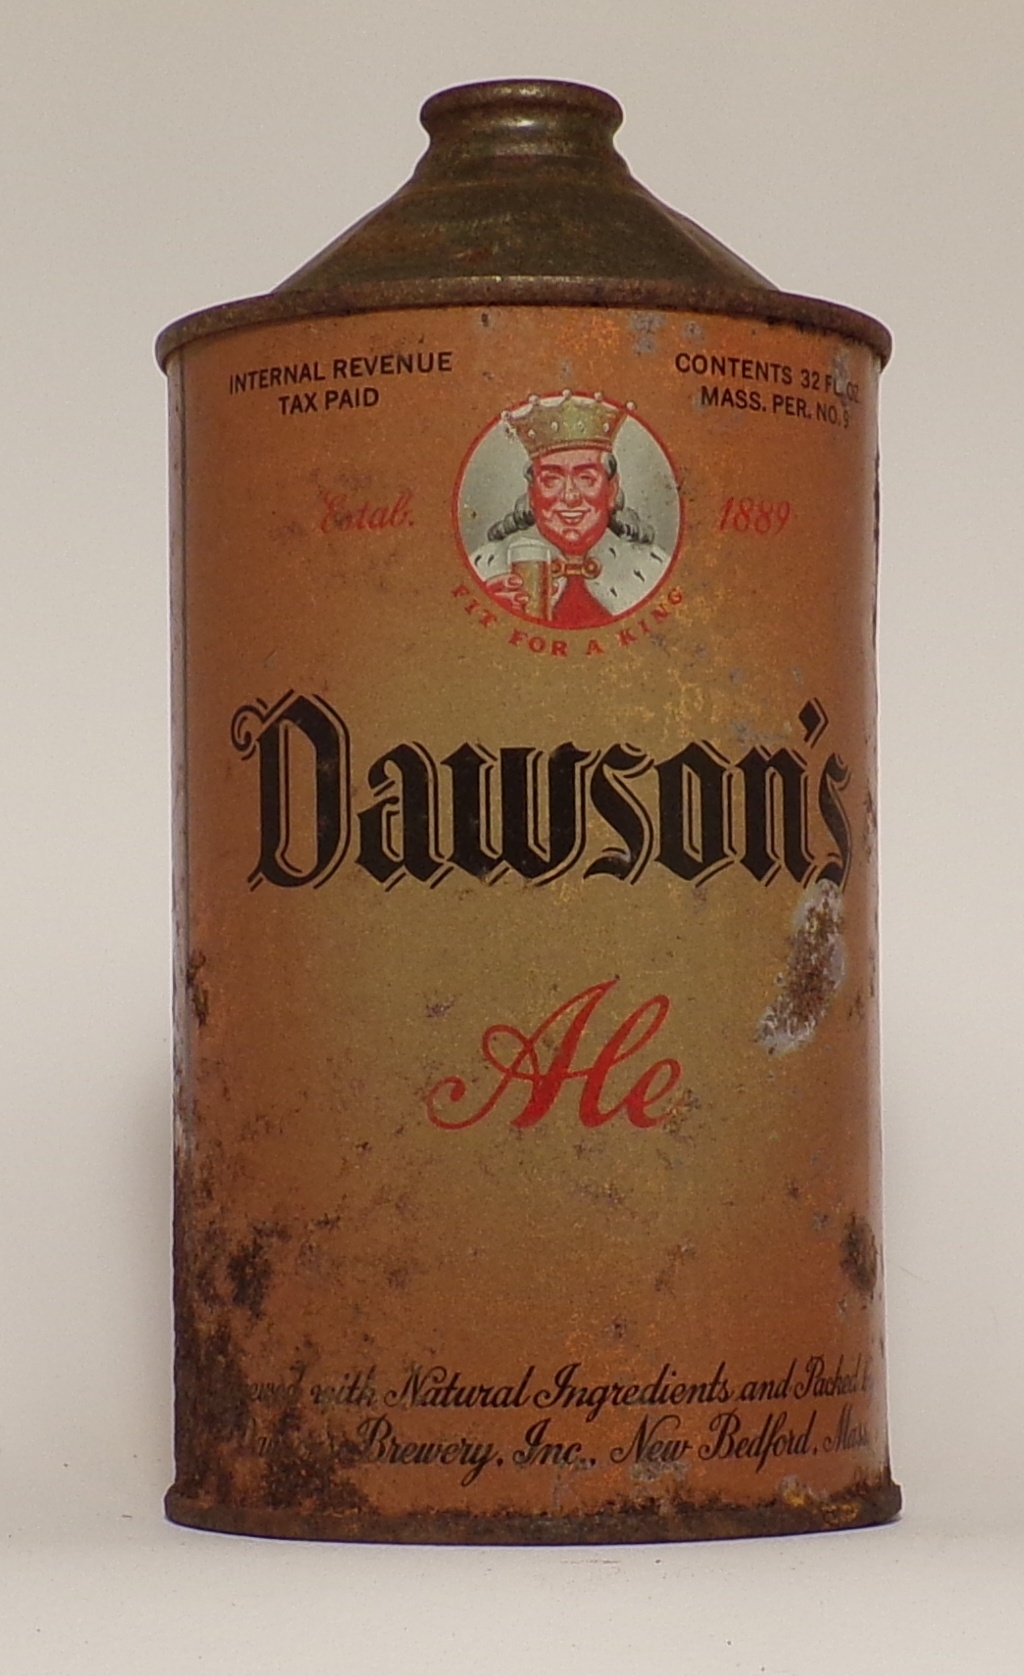 INTERNAL REVENUE
TAX PAID
CONTENTS 32 FL. OZ.
MASS. PER. NO. 9
Estab. 1889
FIT FOR A KING
Dawson's
Ale
with Natural Ingredients and Packed
Brewery, Inc., New Bedford, Mass.